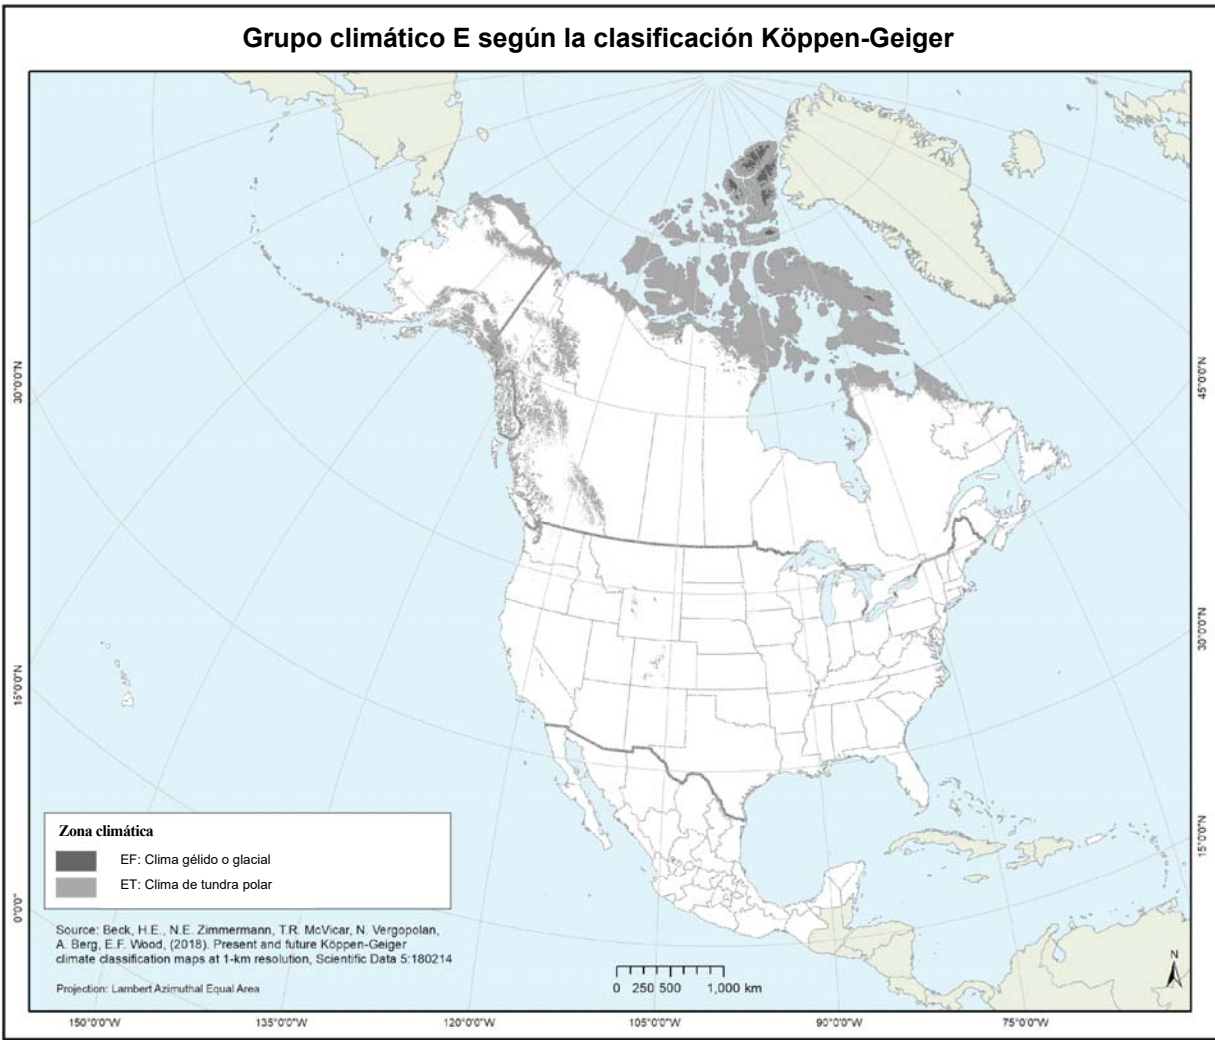 Grupo climático E según la clasificación Köppen-Geiger
30°0'0"N
15°0'0"N
0°0'0"
45°0'0"N
30°0'0"N
15°0'0"N
Zona climática
EF: Clima gélido o glacial
ET: Clima de tundra polar
Source: Beck, H.E., N.E. Zimmermann, T.R. McVicar, N. Vergopolan,
A. Berg, E.F. Wood, (2018). Present and future Köppen-Geiger
climate classification maps at 1-km resolution, Scientific Data 5:180214
Projection: Lambert Azimuthal Equal Area
0 250 500 1,000 km
N
150°0'0"W 135°0'0"W 120°0'0"W 105°0'0"W 90°0'0"W 75°0'0"W